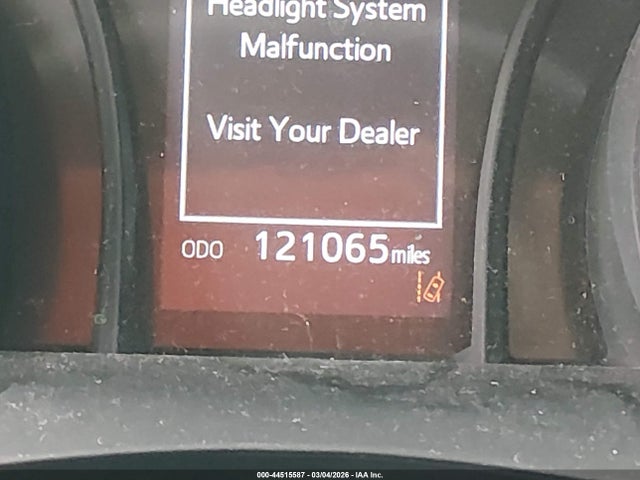 Headlight System
Malfunction
Visit Your Dealer
ODO 121065 miles
000-44515587 - 03/04/2026 - IAA Inc.